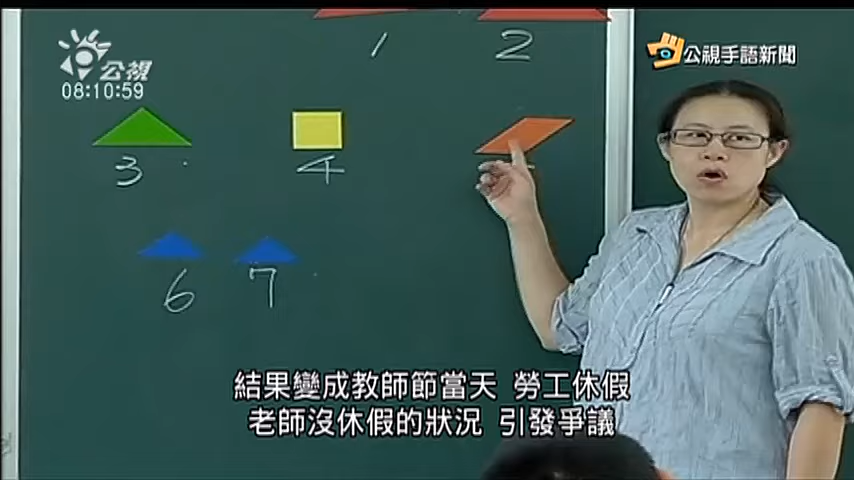 公視
08:10:59
公視手語新聞
1 2
3 4
6 7
結果變成教師節當天 勞工休假
老師沒休假的狀況 引發爭議